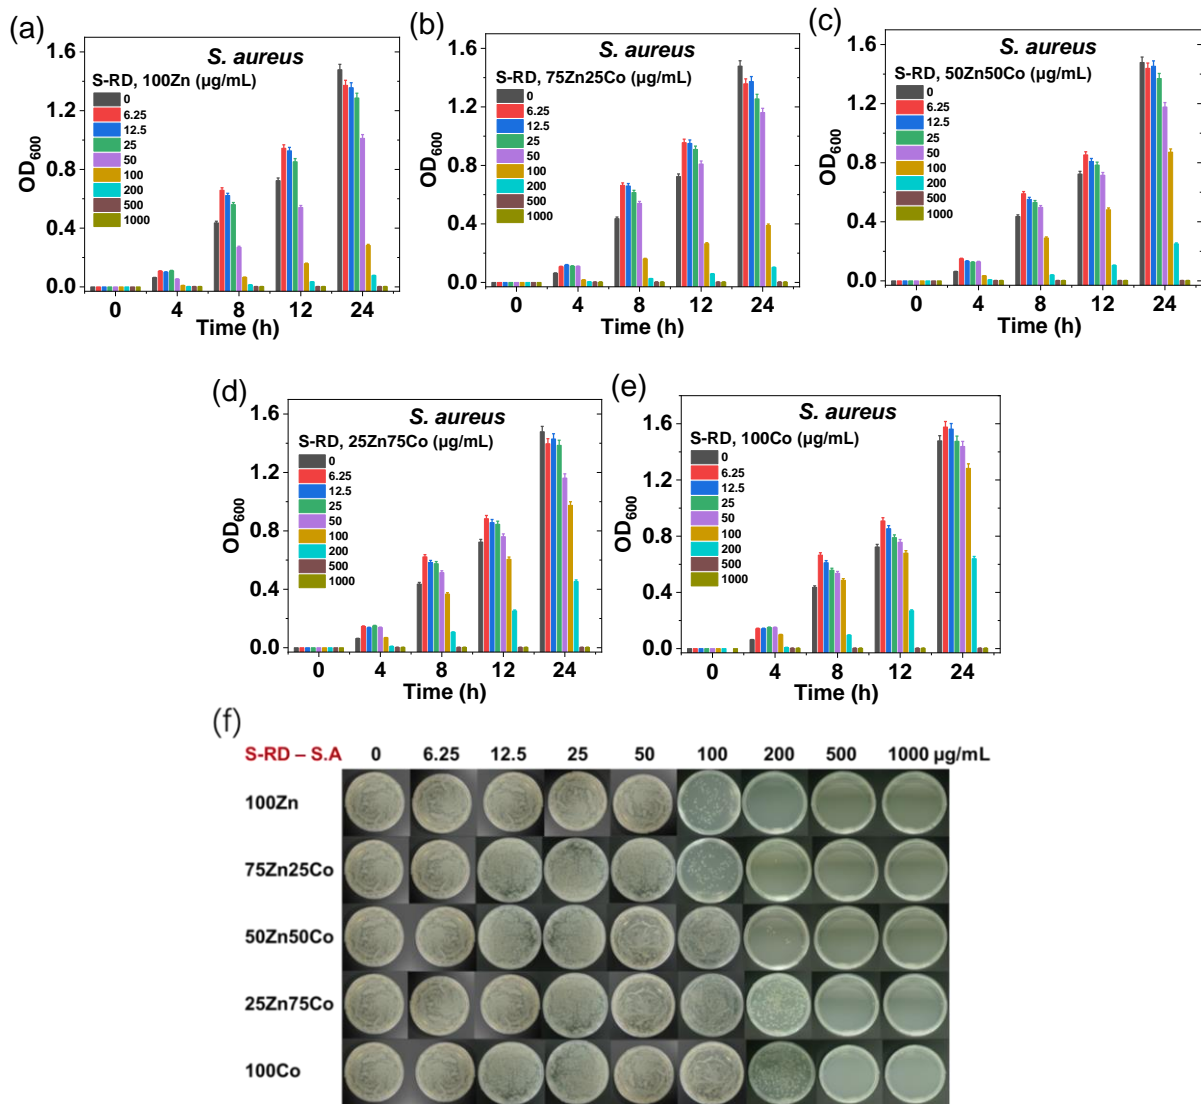 (a)
S. aureus
S-RD, 100Zn (µg/mL)
0
6.25
12.5
25
50
100
200
500
1000
OD600
1.6
1.2
0.8
0.4
0.0
0 4 8 12 24
Time (h)
(b)
S. aureus
S-RD, 75Zn25Co (µg/mL)
0
6.25
12.5
25
50
100
200
500
1000
OD600
1.6
1.2
0.8
0.4
0.0
0 4 8 12 24
Time (h)
(c)
S. aureus
S-RD, 50Zn50Co (µg/mL)
0
6.25
12.5
25
50
100
200
500
1000
OD600
1.6
1.2
0.8
0.4
0.0
0 4 8 12 24
Time (h)
(d)
S. aureus
S-RD, 25Zn75Co (µg/mL)
0
6.25
12.5
25
50
100
200
500
1000
OD600
1.6
1.2
0.8
0.4
0.0
0 4 8 12 24
Time (h)
(e)
S. aureus
S-RD, 100Co (µg/mL)
0
6.25
12.5
25
50
100
200
500
1000
OD600
1.6
1.2
0.8
0.4
0.0
0 4 8 12 24
Time (h)
(f)
S-RD – S.A 0 6.25 12.5 25 50 100 200 500 1000 µg/mL
100Zn
75Zn25Co
50Zn50Co
25Zn75Co
100Co